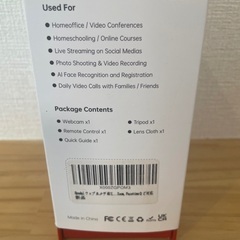 Used For
• Homeoffice / Video Conferences
• Homeschooling / Online Courses
• Live Streaming on Social Medias
• Photo Shooting & Video Recording
• AI Face Recognition and Registration
• Daily Video Calls with Families / Friends
Package Contents
• Webcam x1
• Tripod x1
• Remote Control x1
• Lens Cloth x1
• Quick Guide x1
新品
Made in China